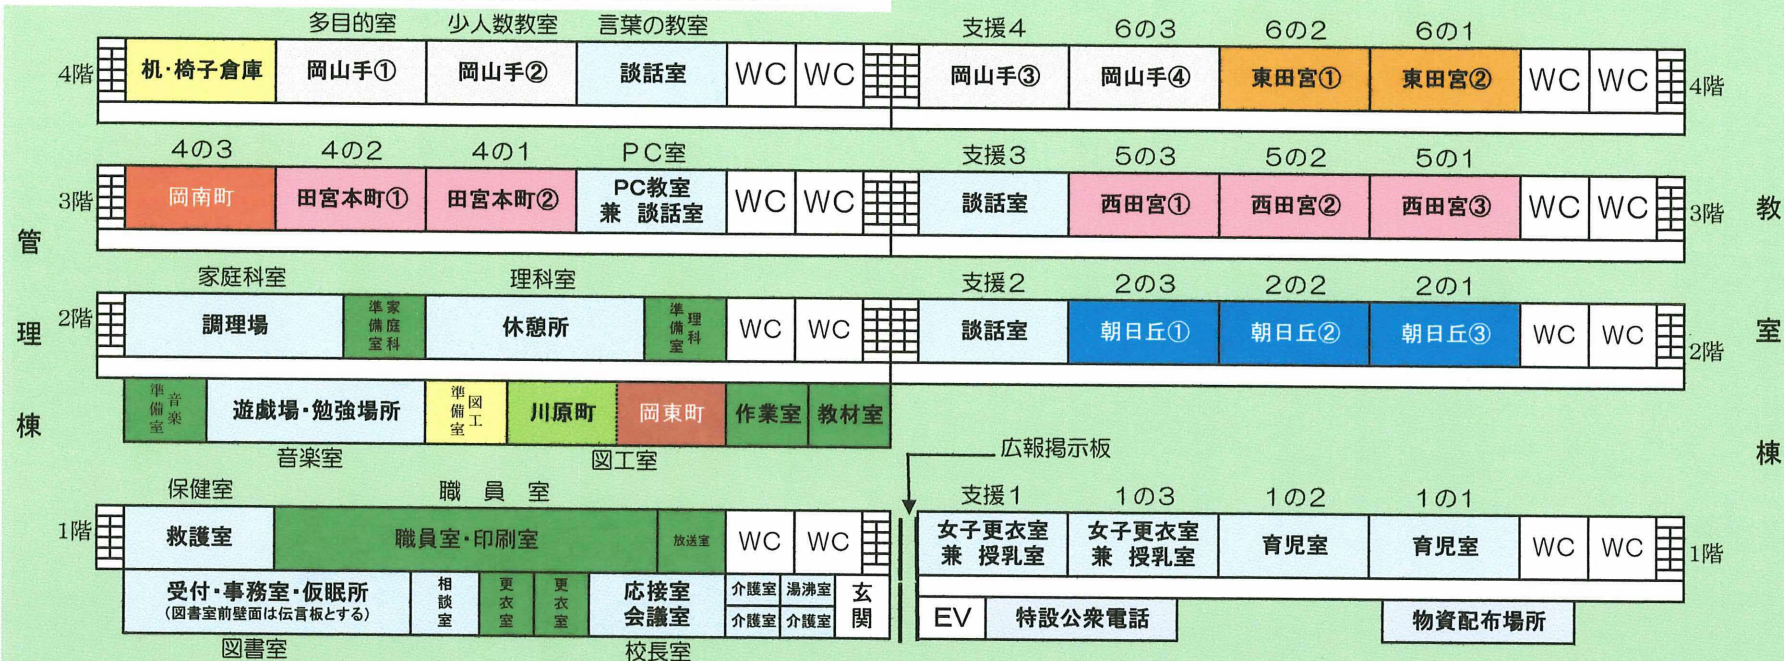 多目的室 少人数教室 言葉の教室 支援4 6の3 6の2 6の1
4階 机・椅子倉庫 岡山手① 岡山手② 談話室 WC WC 岡山手③ 岡山手④ 東田宮① 東田宮② WC WC 4階
4の3 4の2 4の1 PC室 支援3 5の3 5の2 5の1
3階 岡南町 田宮本町① 田宮本町② PC教室 兼 談話室 WC WC 談話室 西田宮① 西田宮② 西田宮③ WC WC 3階
管理棟
教室棟
家庭科室 理科室 支援2 2の3 2の2 2の1
2階 調理場 家庭科準備室 休憩所 理科準備室 WC WC 談話室 朝日丘① 朝日丘② 朝日丘③ WC WC 2階
音楽準備室 遊戯場・勉強場所 図工準備室 川原町 岡東町 作業室 教材室
音楽室 図工室
広報掲示板
保健室 職員室 支援1 1の3 1の2 1の1
1階 救護室 職員室・印刷室 放送室 WC WC 女子更衣室 兼 授乳室 女子更衣室 兼 授乳室 育児室 育児室 WC WC 1階
受付・事務室・仮眠所
(図書室前壁面は伝言板とする)
相談室 更衣室 更衣室 応接室 会議室 介護室 湯沸室 介護室 介護室 玄関 EV 特設公衆電話 物資配布場所
図書室 校長室